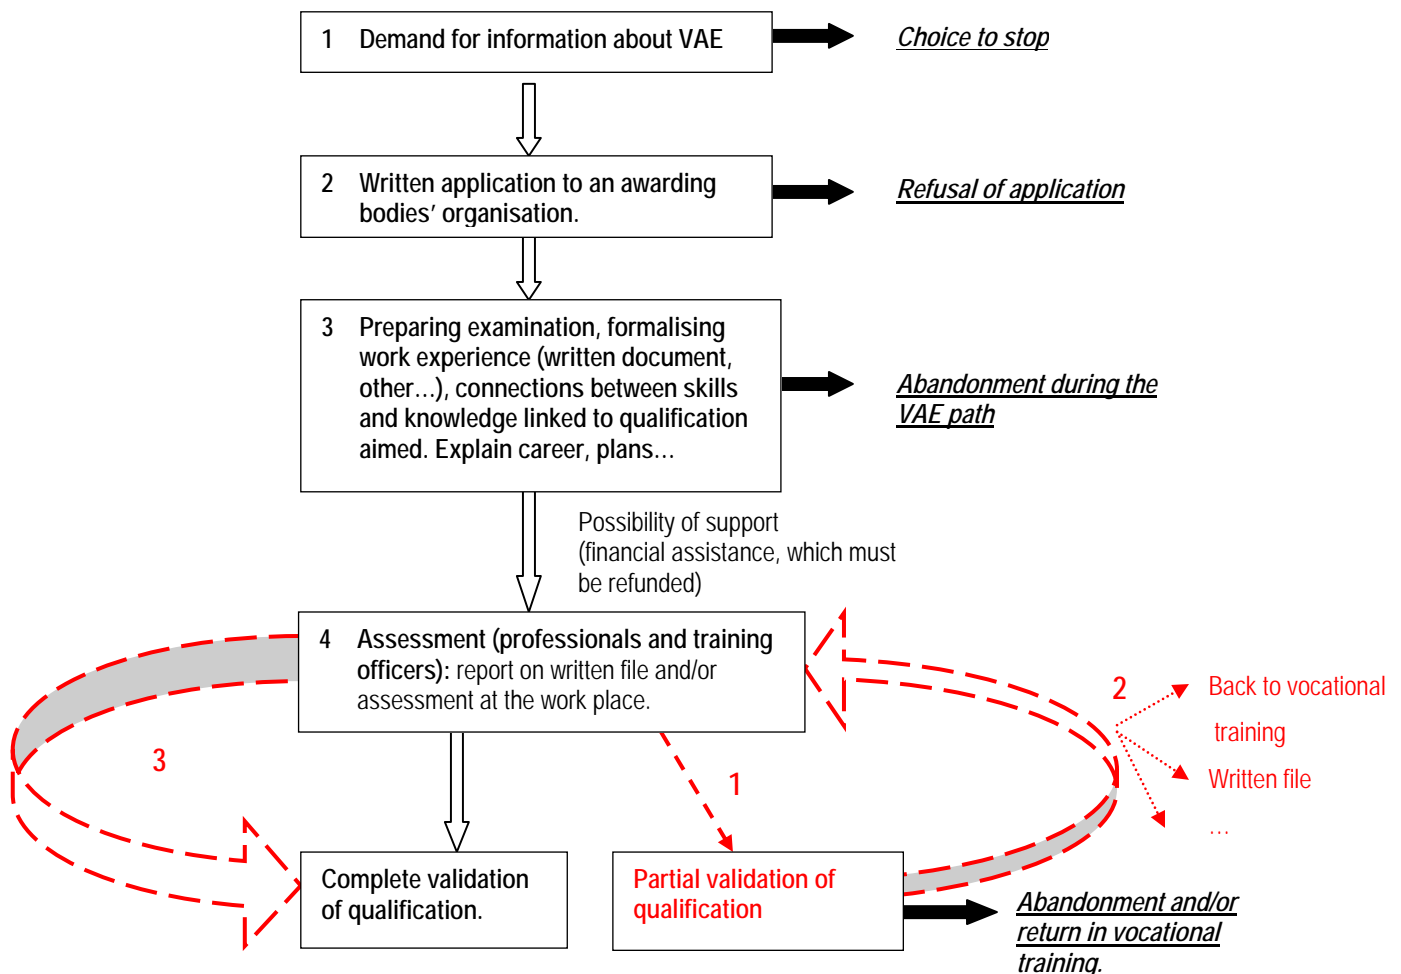 1 Demand for information about VAE
Choice to stop
2 Written application to an awarding
bodies’ organisation.
Refusal of application
3 Preparing examination, formalising
work experience (written document,
other…), connections between skills
and knowledge linked to qualification
aimed. Explain career, plans…
Abandonment during the
VAE path
Possibility of support
(financial assistance, which must
be refunded)
4 Assessment (professionals and training
officers): report on written file and/or
assessment at the work place.
2
Back to vocational
training
Written file
…
3
1
Complete validation
of qualification.
Partial validation of
qualification
Abandonment and/or
return in vocational
training.